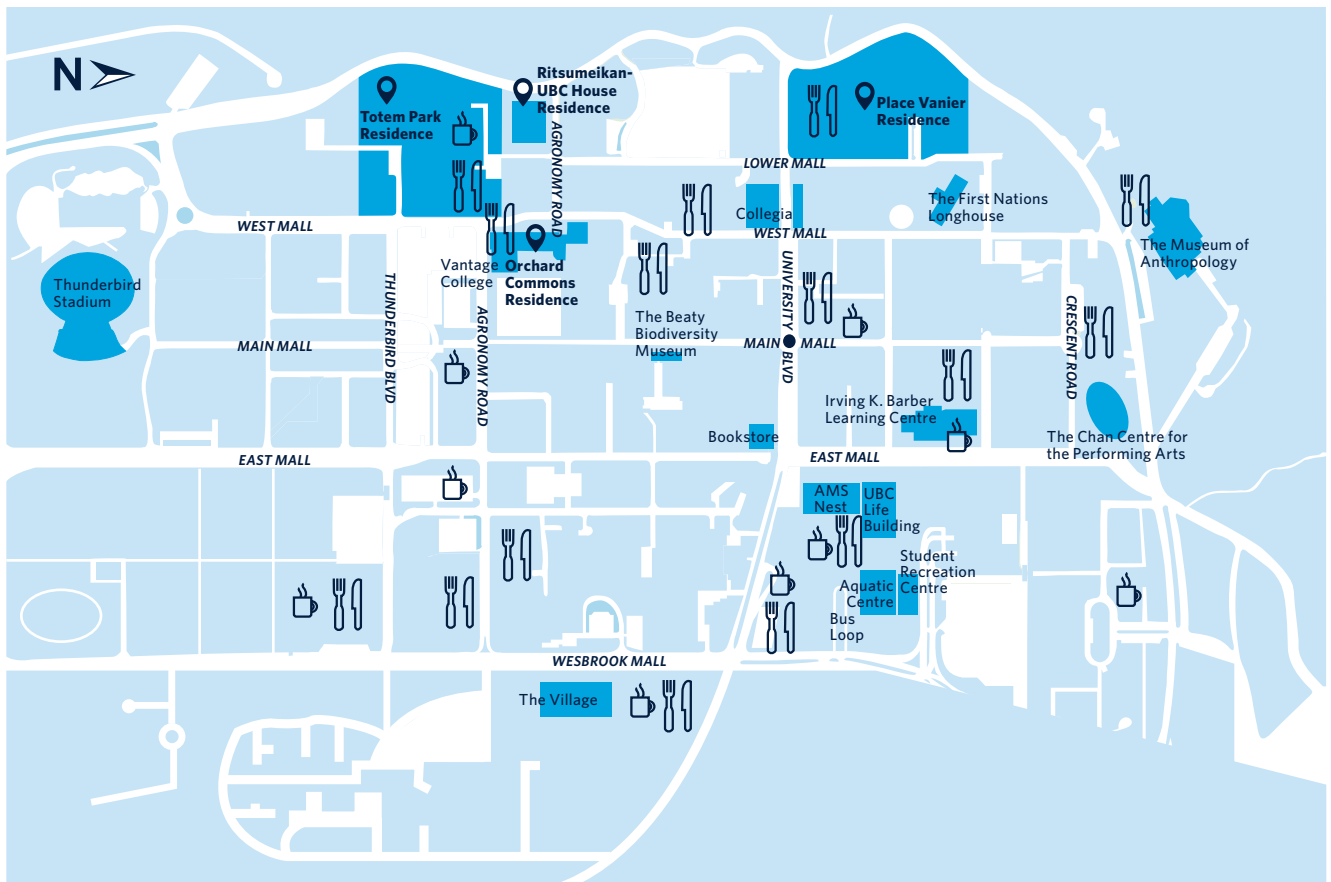 N
Ritsumeikan-
UBC House
Residence
Totem Park
Residence
Place Vanier
Residence
AGRONOMY ROAD
LOWER MALL
The First Nations
Longhouse
Collegia
WEST MALL
WEST MALL
The Museum of
Anthropology
Vantage
College
Orchard
Commons
Residence
Thunderbird
Stadium
THUNDERBIRD BLVD
AGRONOMY ROAD
UNIVERSITY BLVD
CRESCENT ROAD
The Beaty
Biodiversity
Museum
MAIN MALL
MAIN MALL
Irving K. Barber
Learning Centre
Bookstore
The Chan Centre for
the Performing Arts
EAST MALL
EAST MALL
AMS
Nest
UBC
Life
Building
Student
Recreation
Centre
Aquatic
Centre
Bus
Loop
WESBROOK MALL
The Village